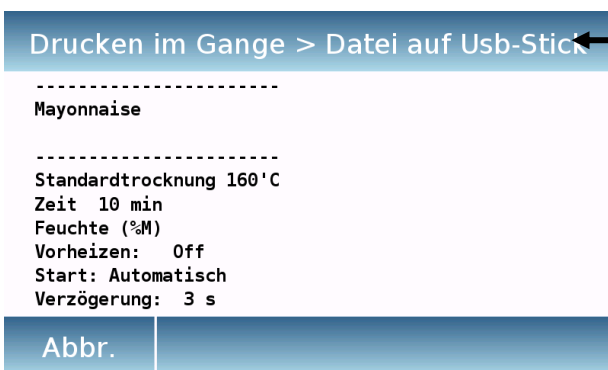 Drucken im Gange > Datei auf Usb-Stick
-----------------------
Mayonnaise
-----------------------
Standardtrocknung 160'C
Zeit  10 min
Feuchte (%M)
Vorheizen:   Off
Start: Automatisch
Verzögerung:  3 s
Abbr.